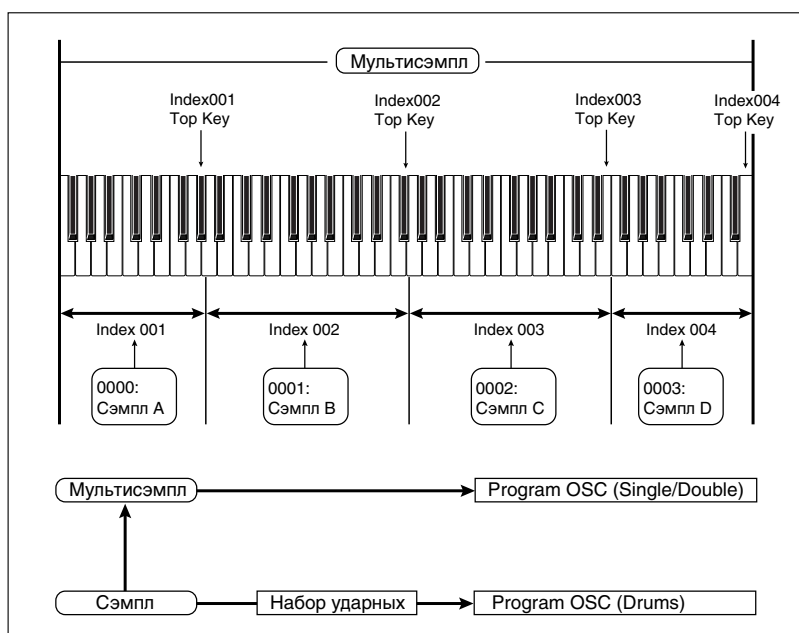 Мультисэмпл
Index001 Index002 Index003 Index004
Top Key Top Key Top Key Top Key
Index 001 Index 002 Index 003 Index 004
0000: 0001: 0002: 0003:
Сэмпл A Сэмпл B Сэмпл C Сэмпл D
Мультисэмпл Program OSC (Single/Double)
Сэмпл Набор ударных Program OSC (Drums)